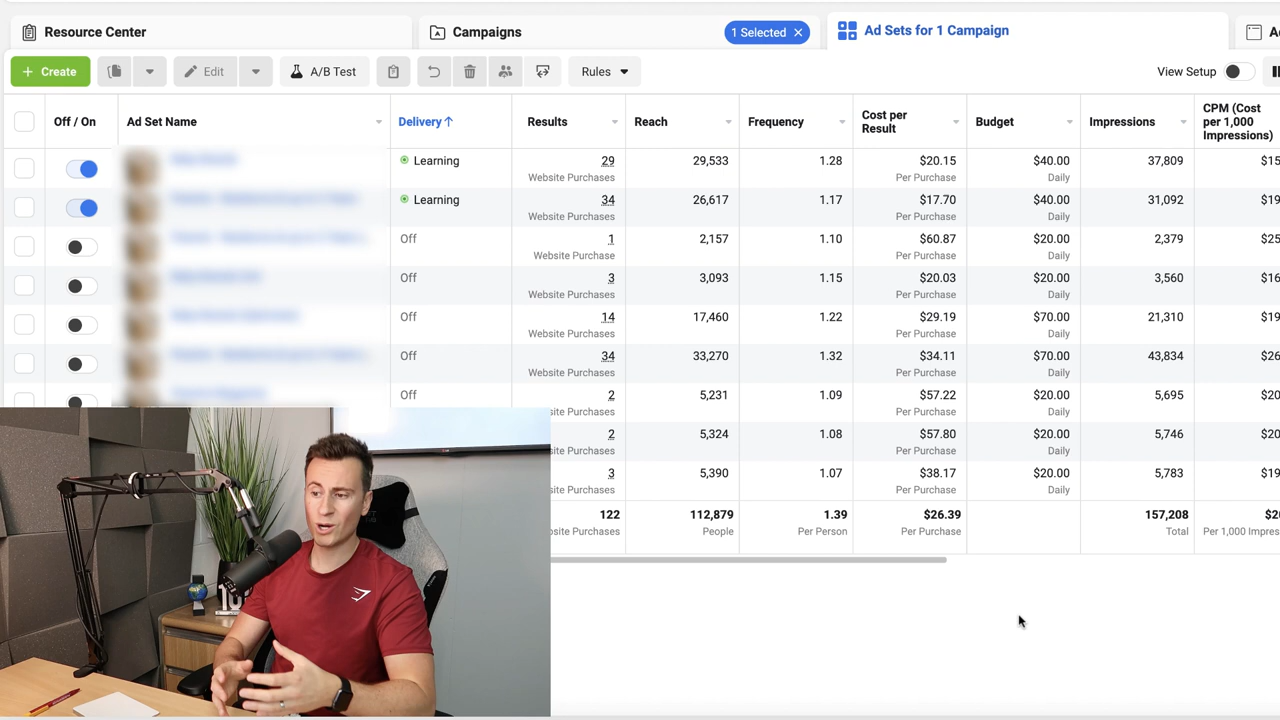 Resource Center
Campaigns
1 Selected
Ad Sets for 1 Campaign
Create
Edit
A/B Test
Rules
View Setup
Off / On
Ad Set Name
Delivery
Results
Reach
Frequency
Cost per Result
Budget
Impressions
CPM (Cost per 1,000 Impressions)
Learning 29 29,533 1.28 $20.15 $40.00 37,809
Website Purchases Per Purchase Daily
Learning 34 26,617 1.17 $17.70 $40.00 31,092
Website Purchases Per Purchase Daily
Off 1 2,157 1.10 $60.87 $20.00 2,379
Website Purchase Per Purchase Daily
Off 3 3,093 1.15 $20.03 $20.00 3,560
Website Purchases Per Purchase Daily
Off 14 17,460 1.22 $29.19 $70.00 21,310
Website Purchases Per Purchase Daily
Off 34 33,270 1.32 $34.11 $70.00 43,834
Website Purchases Per Purchase Daily
Off 2 5,231 1.09 $57.22 $20.00 5,695
Purchases Per Purchase Daily
2 5,324 1.08 $57.80 $20.00 5,746
Purchases Per Purchase Daily
3 5,390 1.07 $38.17 $20.00 5,783
Purchases Per Purchase Daily
122 112,879 1.39 $26.39 157,208
Purchases People Per Person Per Purchase Total Per 1,000